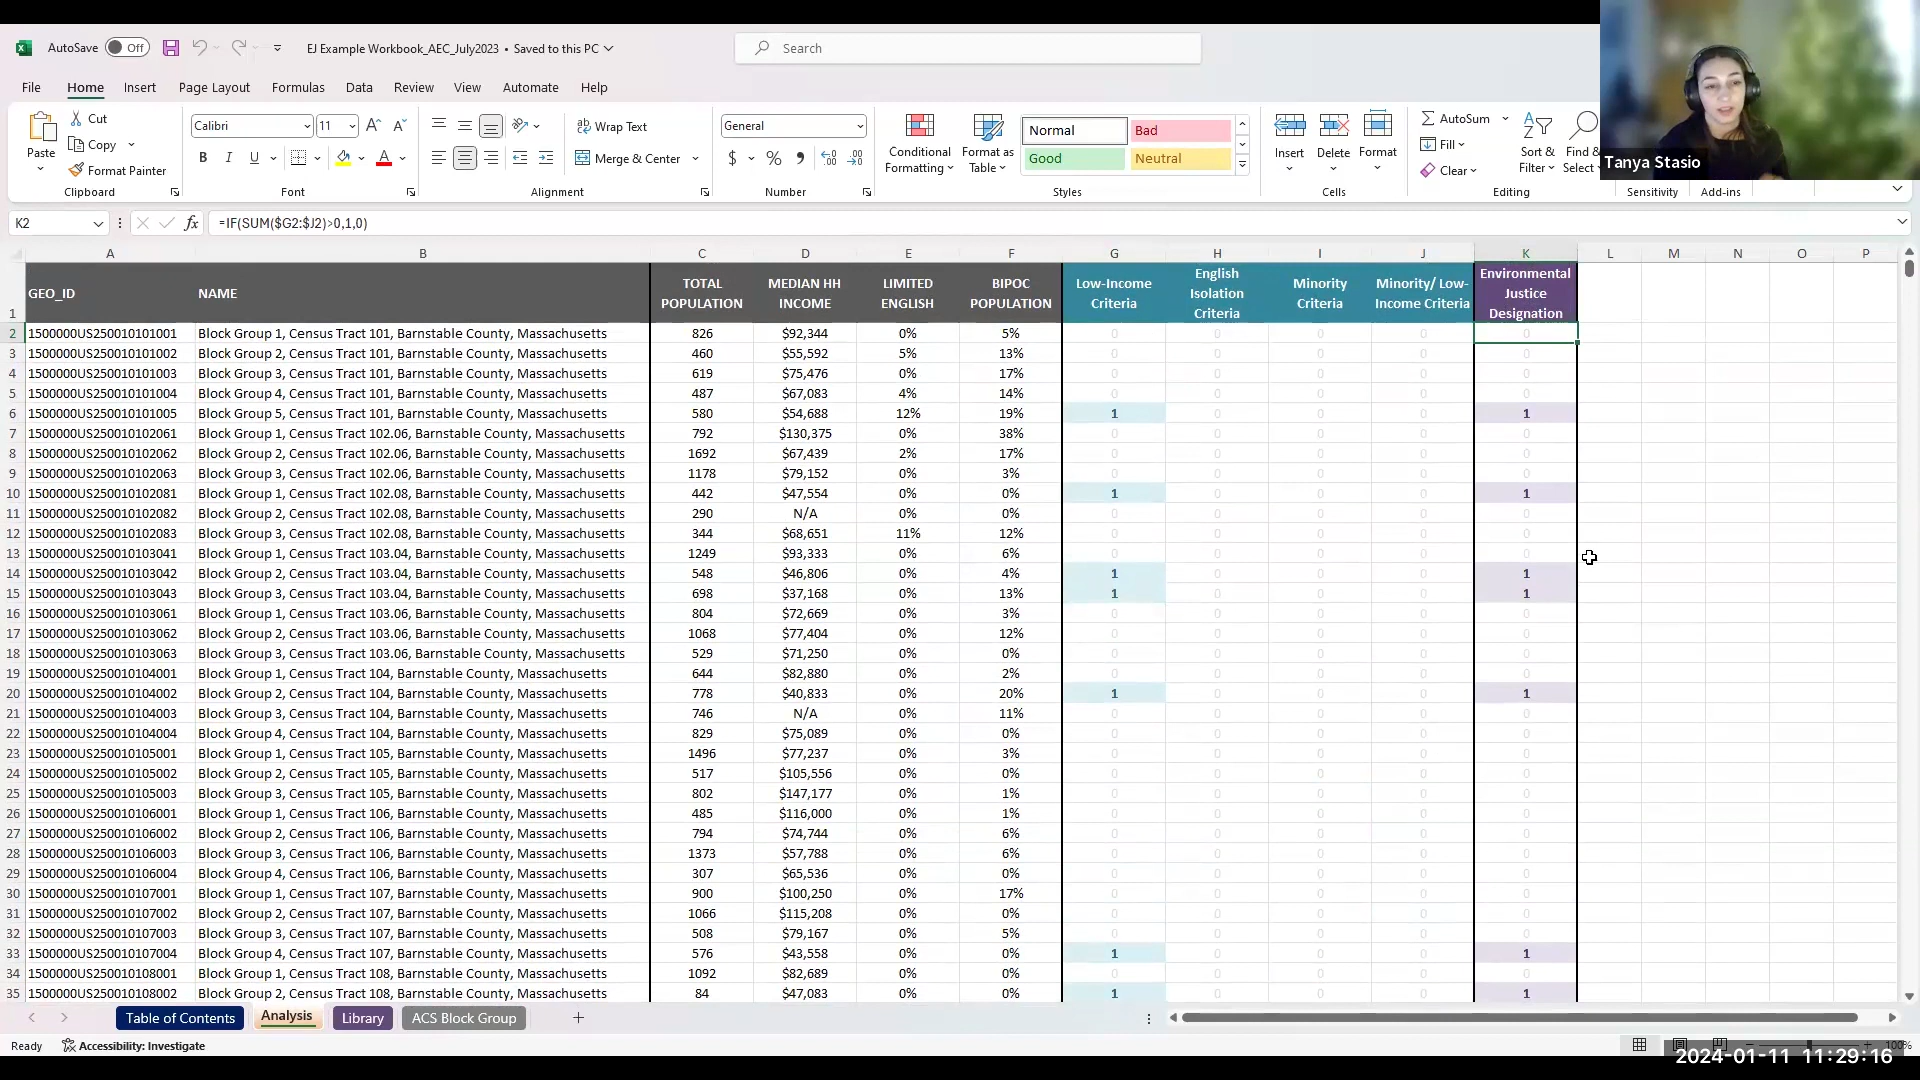 AutoSave Off EJ Example Workbook_AEC_July2023 • Saved to this PC Search
File Home Insert Page Layout Formulas Data Review View Automate Help
Paste Cut Copy Format Painter Clipboard
Calibri 11 B I U A Font
ab Wrap Text Merge & Center Alignment
General $ % Number
Conditional Formatting Format as Table Normal Bad Good Neutral Styles
Insert Delete Format Cells
AutoSum Fill Clear Sort & Filter Find & Select Editing
Sensitivity Add-ins
Tanya Stasio
K2 fx =IF(SUM($G2:$J2)>0,1,0)
A B C D E F G H I J K L M N O P
1 GEO_ID NAME TOTAL POPULATION MEDIAN HH INCOME LIMITED ENGLISH BIPOC POPULATION Low-Income Criteria English Isolation Criteria Minority Criteria Minority/ Low-Income Criteria Environmental Justice Designation
2 1500000US250010101001 Block Group 1, Census Tract 101, Barnstable County, Massachusetts 826 $92,344 0% 5% 0 0 0 0 0
3 1500000US250010101002 Block Group 2, Census Tract 101, Barnstable County, Massachusetts 460 $55,592 5% 13% 0 0 0 0 0
4 1500000US250010101003 Block Group 3, Census Tract 101, Barnstable County, Massachusetts 619 $75,476 0% 17% 0 0 0 0 0
5 1500000US250010101004 Block Group 4, Census Tract 101, Barnstable County, Massachusetts 487 $67,083 4% 14% 0 0 0 0 0
6 1500000US250010101005 Block Group 5, Census Tract 101, Barnstable County, Massachusetts 580 $54,688 12% 19% 1 0 0 0 1
7 1500000US250010102061 Block Group 1, Census Tract 102.06, Barnstable County, Massachusetts 792 $130,375 0% 38% 0 0 0 0 0
8 1500000US250010102062 Block Group 2, Census Tract 102.06, Barnstable County, Massachusetts 1692 $67,439 2% 17% 0 0 0 0 0
9 1500000US250010102063 Block Group 3, Census Tract 102.06, Barnstable County, Massachusetts 1178 $79,152 0% 3% 0 0 0 0 0
10 1500000US250010102081 Block Group 1, Census Tract 102.08, Barnstable County, Massachusetts 442 $47,554 0% 0% 1 0 0 0 1
11 1500000US250010102082 Block Group 2, Census Tract 102.08, Barnstable County, Massachusetts 290 N/A 0% 0% 0 0 0 0 0
12 1500000US250010102083 Block Group 3, Census Tract 102.08, Barnstable County, Massachusetts 344 $68,651 11% 12% 0 0 0 0 0
13 1500000US250010103041 Block Group 1, Census Tract 103.04, Barnstable County, Massachusetts 1249 $93,333 0% 6% 0 0 0 0 0
14 1500000US250010103042 Block Group 2, Census Tract 103.04, Barnstable County, Massachusetts 548 $46,806 0% 4% 1 0 0 0 1
15 1500000US250010103043 Block Group 3, Census Tract 103.04, Barnstable County, Massachusetts 698 $37,168 0% 13% 1 0 0 0 1
16 1500000US250010103061 Block Group 1, Census Tract 103.06, Barnstable County, Massachusetts 804 $72,669 0% 3% 0 0 0 0 0
17 1500000US250010103062 Block Group 2, Census Tract 103.06, Barnstable County, Massachusetts 1068 $77,404 0% 12% 0 0 0 0 0
18 1500000US250010103063 Block Group 3, Census Tract 103.06, Barnstable County, Massachusetts 529 $71,250 0% 0% 0 0 0 0 0
19 1500000US250010104001 Block Group 1, Census Tract 104, Barnstable County, Massachusetts 644 $82,880 0% 2% 0 0 0 0 0
20 1500000US250010104002 Block Group 2, Census Tract 104, Barnstable County, Massachusetts 778 $40,833 0% 20% 1 0 0 0 1
21 1500000US250010104003 Block Group 3, Census Tract 104, Barnstable County, Massachusetts 746 N/A 0% 11% 0 0 0 0 0
22 1500000US250010104004 Block Group 4, Census Tract 104, Barnstable County, Massachusetts 829 $75,089 0% 0% 0 0 0 0 0
23 1500000US250010105001 Block Group 1, Census Tract 105, Barnstable County, Massachusetts 1496 $77,237 0% 3% 0 0 0 0 0
24 1500000US250010105002 Block Group 2, Census Tract 105, Barnstable County, Massachusetts 517 $105,556 0% 0% 0 0 0 0 0
25 1500000US250010105003 Block Group 3, Census Tract 105, Barnstable County, Massachusetts 802 $147,177 0% 1% 0 0 0 0 0
26 1500000US250010106001 Block Group 1, Census Tract 106, Barnstable County, Massachusetts 485 $116,000 0% 1% 0 0 0 0 0
27 1500000US250010106002 Block Group 2, Census Tract 106, Barnstable County, Massachusetts 794 $74,744 0% 6% 0 0 0 0 0
28 1500000US250010106003 Block Group 3, Census Tract 106, Barnstable County, Massachusetts 1373 $57,788 0% 6% 0 0 0 0 0
29 1500000US250010106004 Block Group 4, Census Tract 106, Barnstable County, Massachusetts 307 $65,536 0% 0% 0 0 0 0 0
30 1500000US250010107001 Block Group 1, Census Tract 107, Barnstable County, Massachusetts 900 $100,250 0% 17% 0 0 0 0 0
31 1500000US250010107002 Block Group 2, Census Tract 107, Barnstable County, Massachusetts 1066 $115,208 0% 0% 0 0 0 0 0
32 1500000US250010107003 Block Group 3, Census Tract 107, Barnstable County, Massachusetts 508 $79,167 0% 5% 0 0 0 0 0
33 1500000US250010107004 Block Group 4, Census Tract 107, Barnstable County, Massachusetts 576 $43,558 0% 0% 1 0 0 0 1
34 1500000US250010108001 Block Group 1, Census Tract 108, Barnstable County, Massachusetts 1092 $82,689 0% 0% 0 0 0 0 0
35 1500000US250010108002 Block Group 2, Census Tract 108, Barnstable County, Massachusetts 84 $47,083 0% 0% 1 0 0 0 1
Table of Contents Analysis Library ACS Block Group
Ready Accessibility: Investigate 100%
2024-01-11 11:29:16